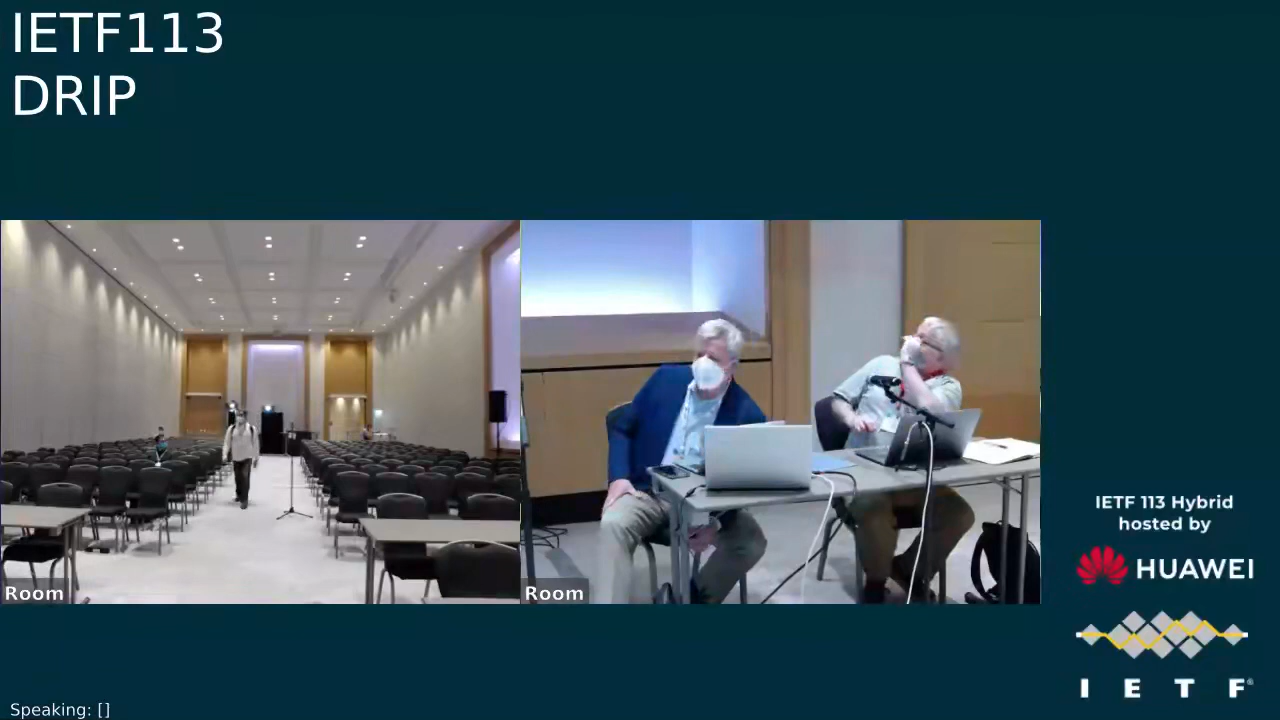 IETF113
DRIP
Room
Room
IETF 113 Hybrid
hosted by
HUAWEI
I E T F®
Speaking: []